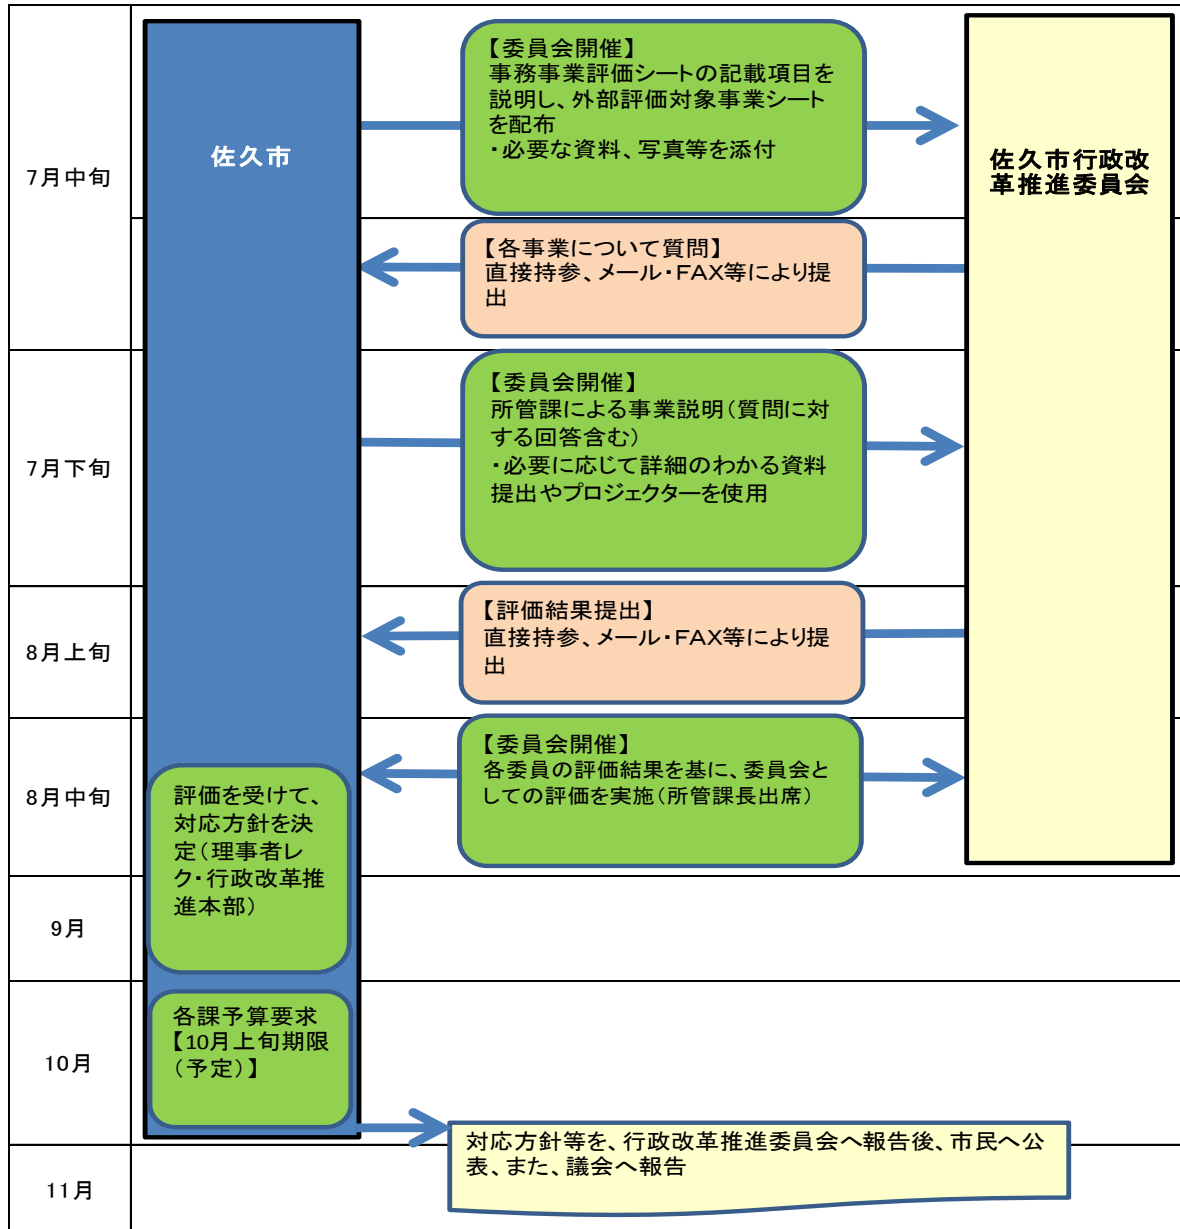 佐久市
佐久市行政改
革推進委員会
7月中旬
【委員会開催】
事務事業評価シートの記載項目を
説明し、外部評価対象事業シート
を配布
・必要な資料、写真等を添付
【各事業について質問】
直接持参、メール・FAX等により提
出
7月下旬
【委員会開催】
所管課による事業説明(質問に対
する回答含む)
・必要に応じて詳細のわかる資料
提出やプロジェクターを使用
8月上旬
【評価結果提出】
直接持参、メール・FAX等により提
出
8月中旬
【委員会開催】
各委員の評価結果を基に、委員会と
しての評価を実施(所管課長出席)
評価を受けて、
対応方針を決
定(理事者レ
ク・行政改革推
進本部)
9月
10月
各課予算要求
【10月上旬期限
(予定)】
11月
対応方針等を、行政改革推進委員会へ報告後、市民へ公
表、また、議会へ報告